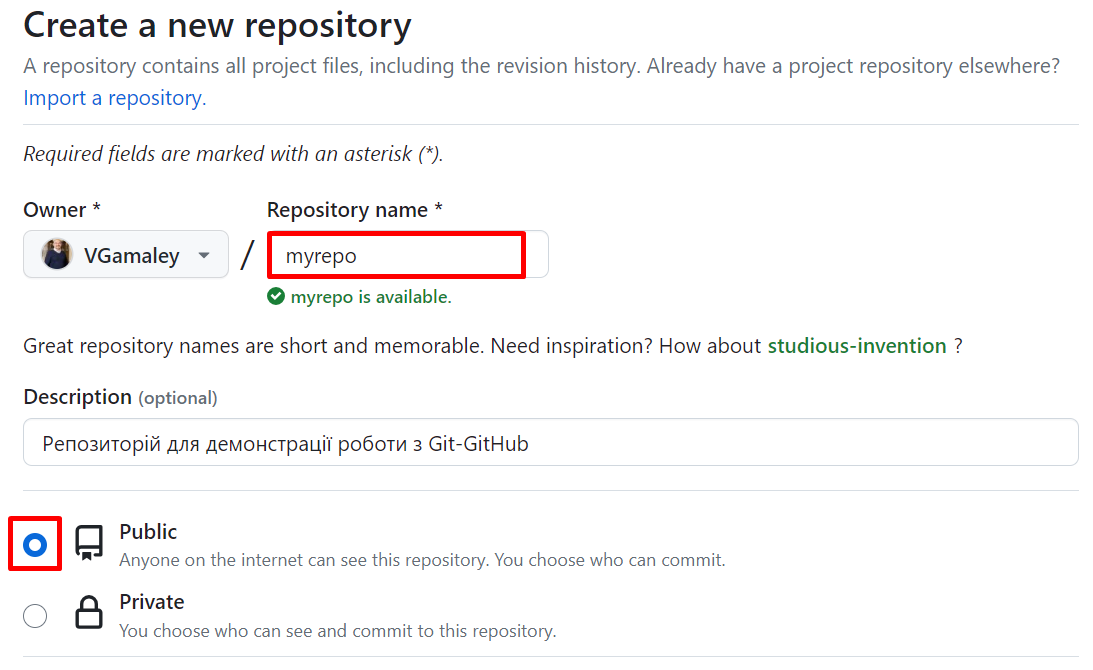 Create a new repository
A repository contains all project files, including the revision history. Already have a project repository elsewhere?
Import a repository.
Required fields are marked with an asterisk (*).
Owner *
Repository name *
VGamaley
/
myrepo
myrepo is available.
Great repository names are short and memorable. Need inspiration? How about studious-invention ?
Description (optional)
Репозиторій для демонстрації роботи з Git-GitHub
Public
Anyone on the internet can see this repository. You choose who can commit.
Private
You choose who can see and commit to this repository.